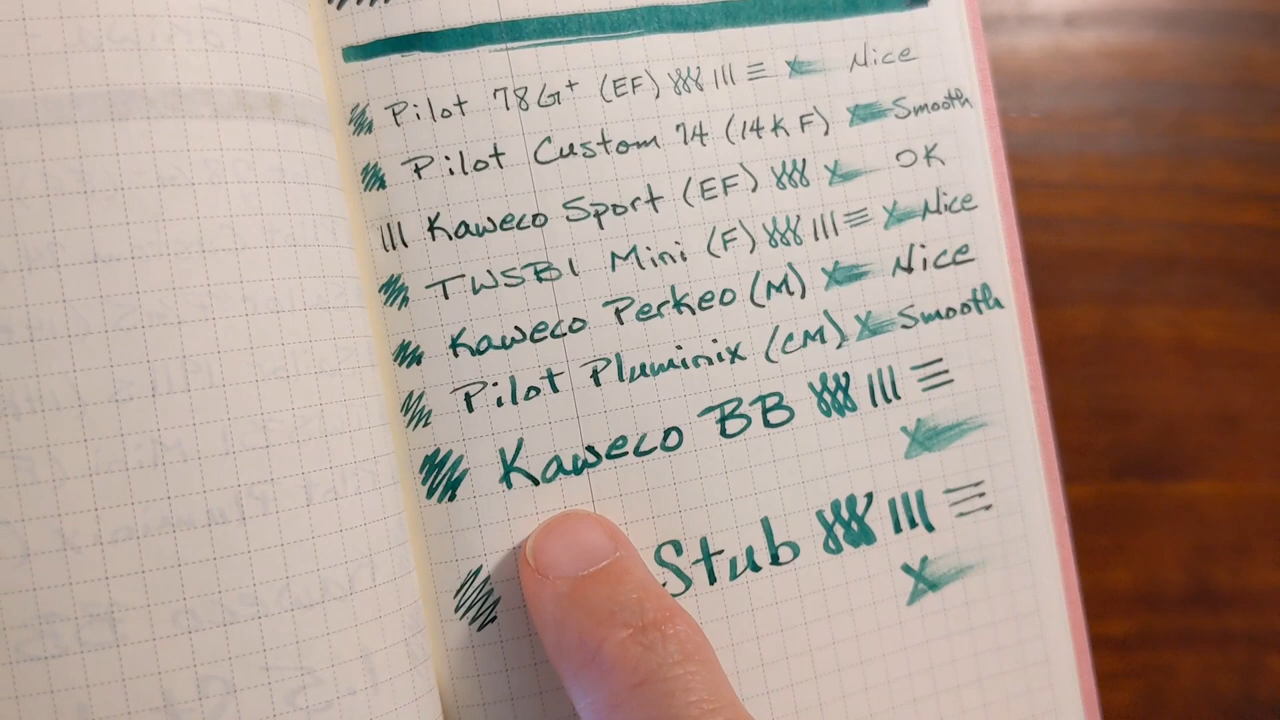 Pilot 78G+ (EF) Nice
Pilot Custom 74 (14K F) Smooth
Kaweco Sport (EF) OK
TWSBI Mini (F) Nice
Kaweco Perkeo (M) Nice
Pilot Pluminix (CM) Smooth
Kaweco BB
Stub